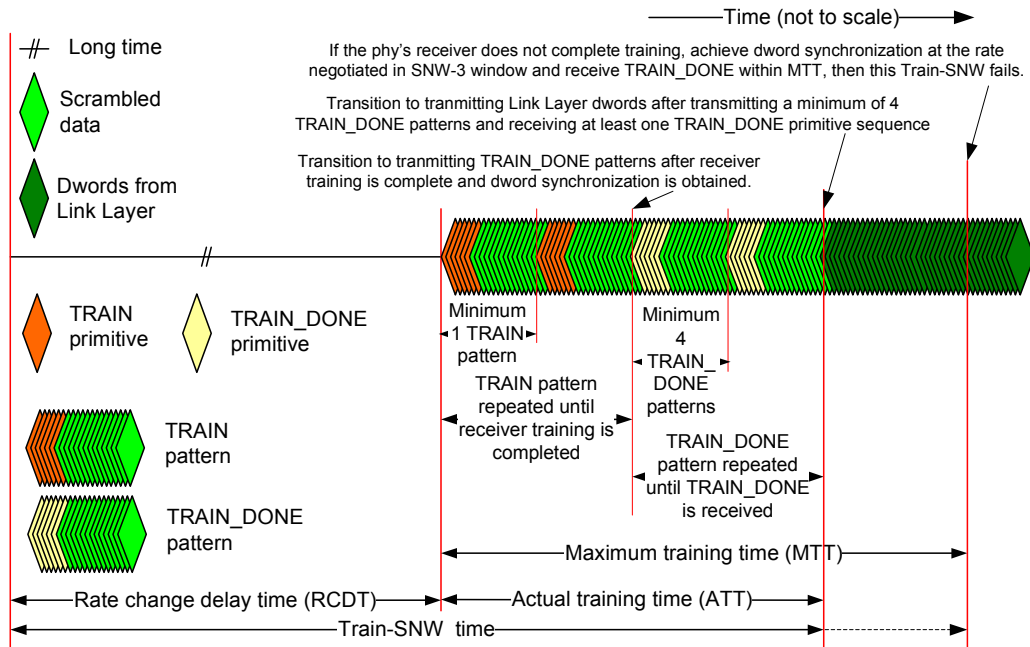 Time (not to scale)
Long time
If the phy's receiver does not complete training, achieve dword synchronization at the rate
negotiated in SNW-3 window and receive TRAIN_DONE within MTT, then this Train-SNW fails.
Scrambled
data
Transition to tranmitting Link Layer dwords after transmitting a minimum of 4
TRAIN_DONE patterns and receiving at least one TRAIN_DONE primitive sequence
Transition to tranmitting TRAIN_DONE patterns after receiver
training is complete and dword synchronization is obtained.
Dwords from
Link Layer
TRAIN
primitive
TRAIN_DONE
primitive
Minimum
1 TRAIN
pattern
Minimum
4
TRAIN_
DONE
patterns
TRAIN pattern
repeated until
receiver training is
completed
TRAIN_DONE
pattern repeated
until TRAIN_DONE
is received
TRAIN
pattern
TRAIN_DONE
pattern
Maximum training time (MTT)
Rate change delay time (RCDT)
Actual training time (ATT)
Train-SNW time